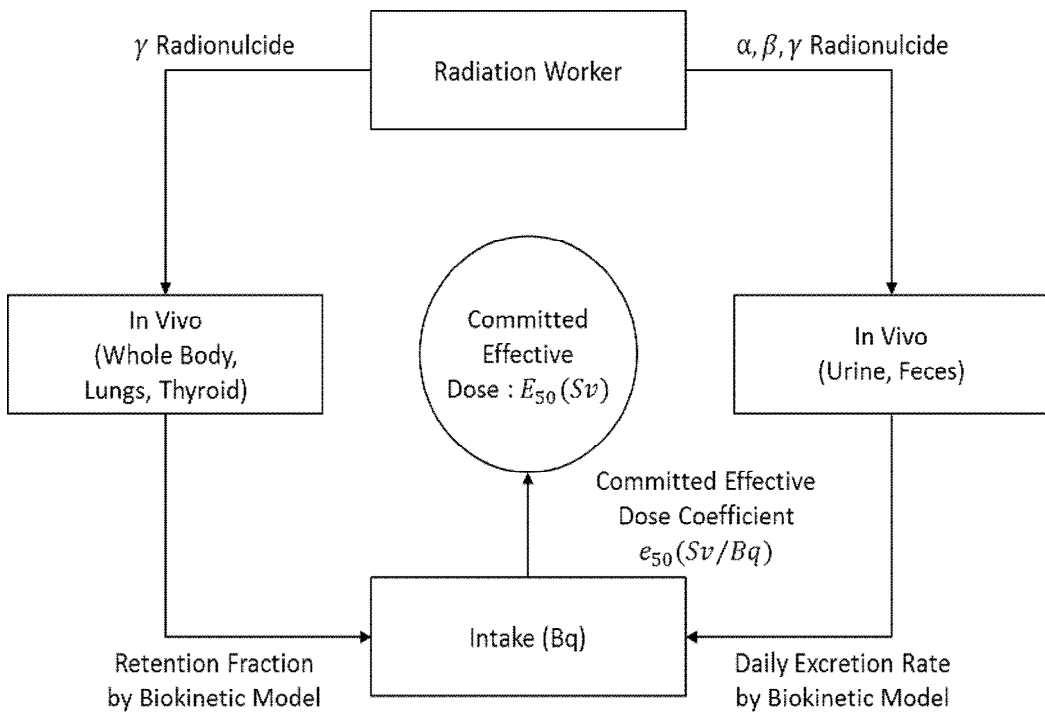 γ Radionulcide
Radiation Worker
α, β, γ Radionulcide
In Vivo
(Whole Body,
Lungs, Thyroid)
Committed
Effective
Dose : E₅₀(Sv)
In Vivo
(Urine, Feces)
Committed Effective
Dose Coefficient
e₅₀(Sv/Bq)
Intake (Bq)
Retention Fraction
by Biokinetic Model
Daily Excretion Rate
by Biokinetic Model